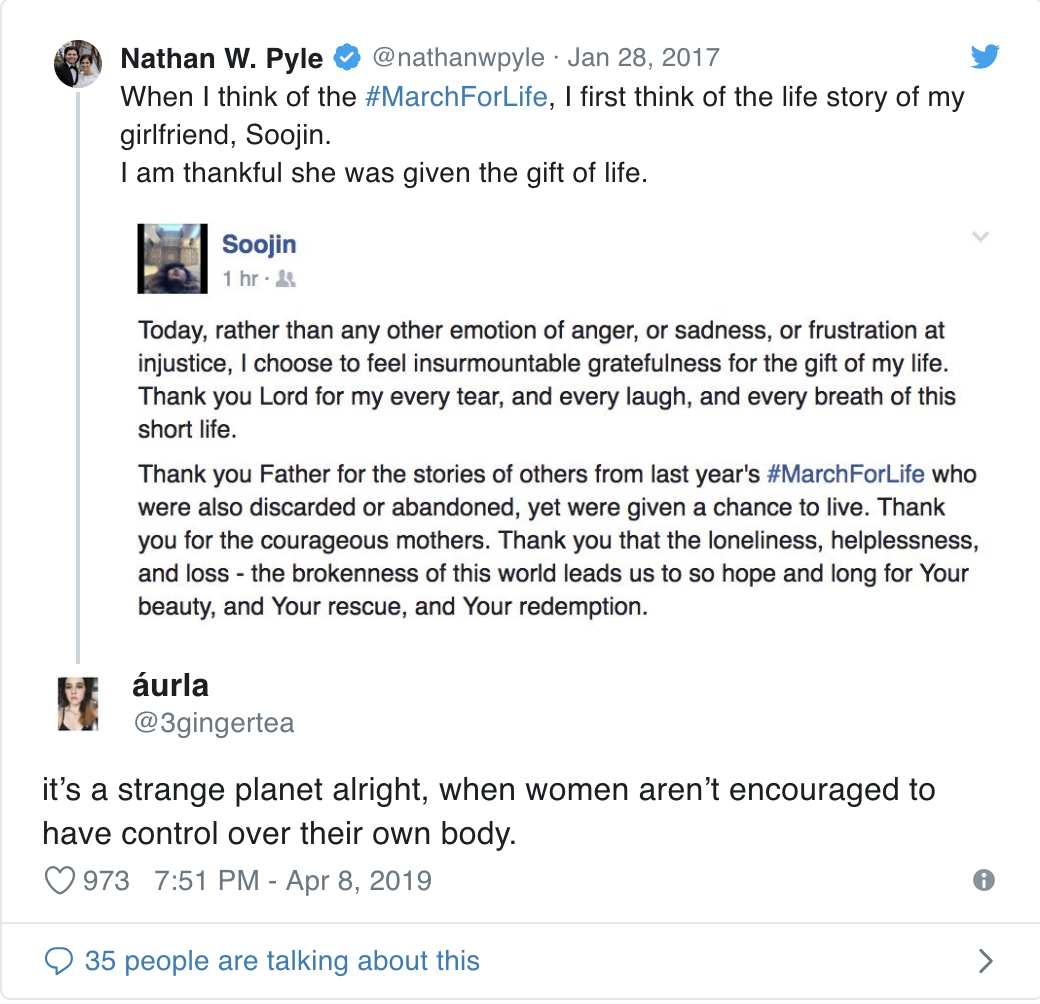 Nathan W. Pyle @nathanwpyle · Jan 28, 2017
When I think of the #MarchForLife, I first think of the life story of my
girlfriend, Soojin.
I am thankful she was given the gift of life.
Soojin
1 hr ·
Today, rather than any other emotion of anger, or sadness, or frustration at
injustice, I choose to feel insurmountable gratefulness for the gift of my life.
Thank you Lord for my every tear, and every laugh, and every breath of this
short life.
Thank you Father for the stories of others from last year's #MarchForLife who
were also discarded or abandoned, yet were given a chance to live. Thank
you for the courageous mothers. Thank you that the loneliness, helplessness,
and loss - the brokenness of this world leads us to so hope and long for Your
beauty, and Your rescue, and Your redemption.
áurla
@3gingertea
it’s a strange planet alright, when women aren’t encouraged to
have control over their own body.
973 7:51 PM - Apr 8, 2019
35 people are talking about this